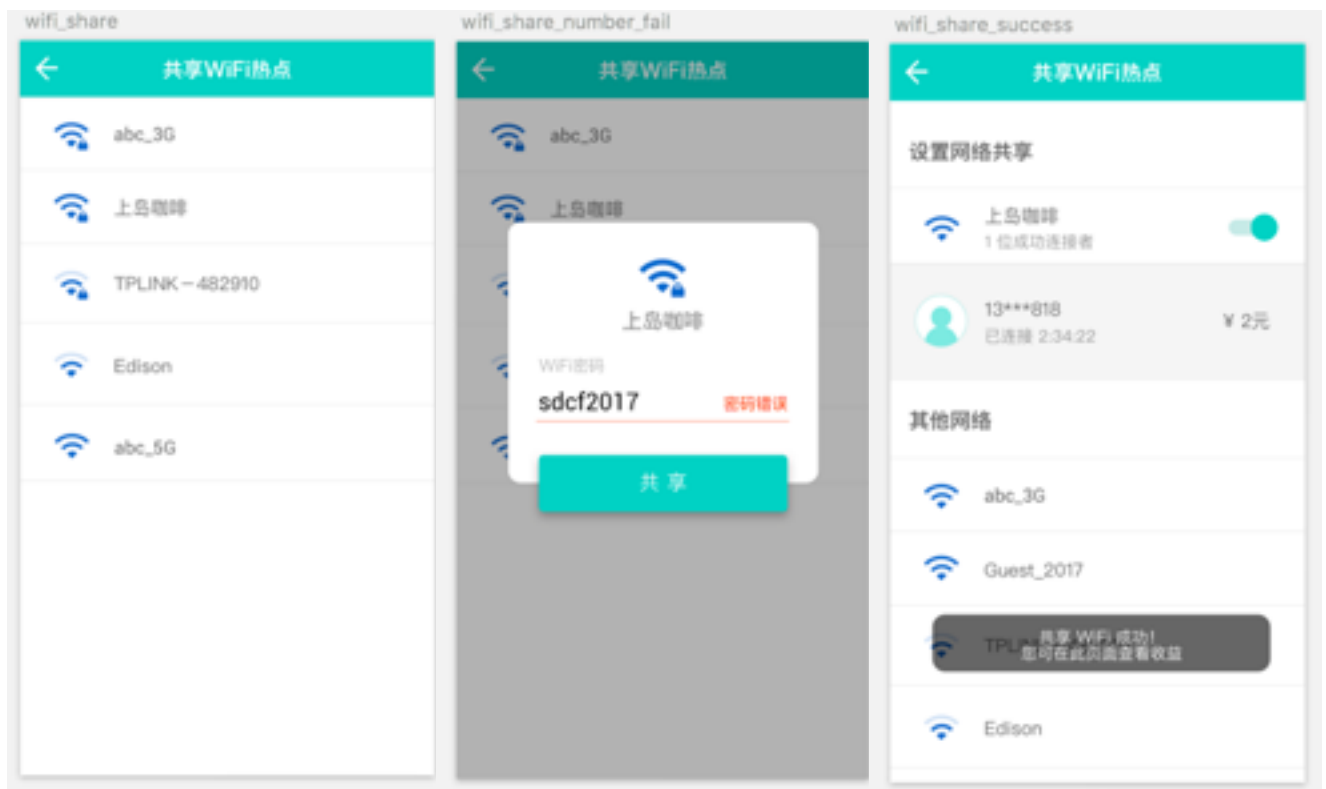 wifi_share
共享WiFi热点
abc_3G
上岛咖啡
TPLINK-482910
Edison
abc_5G
wifi_share_number_fail
共享WiFi热点
abc_3G
上岛咖啡
上岛咖啡
WiFi密码
sdcf2017 密码错误
共享
wifi_share_success
共享WiFi热点
设置网络共享
上岛咖啡
1 位成功连接者
13***818
已连接 2:34:22
¥ 2元
其他网络
abc_3G
Guest_2017
共享 WiFi 成功!
您可在此页面查看收益
Edison